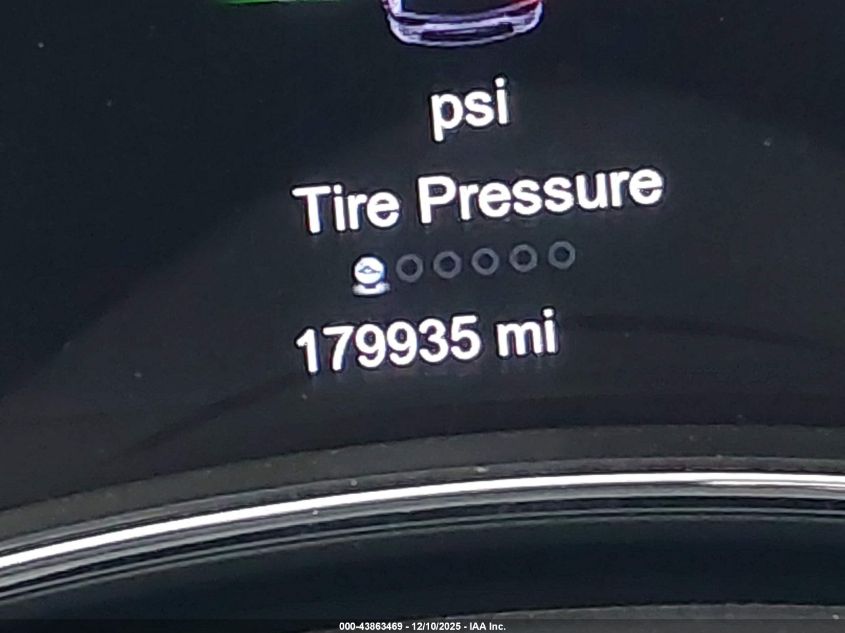 psi
Tire Pressure
179935 mi
000-43863469 - 12/10/2025 - IAA Inc.